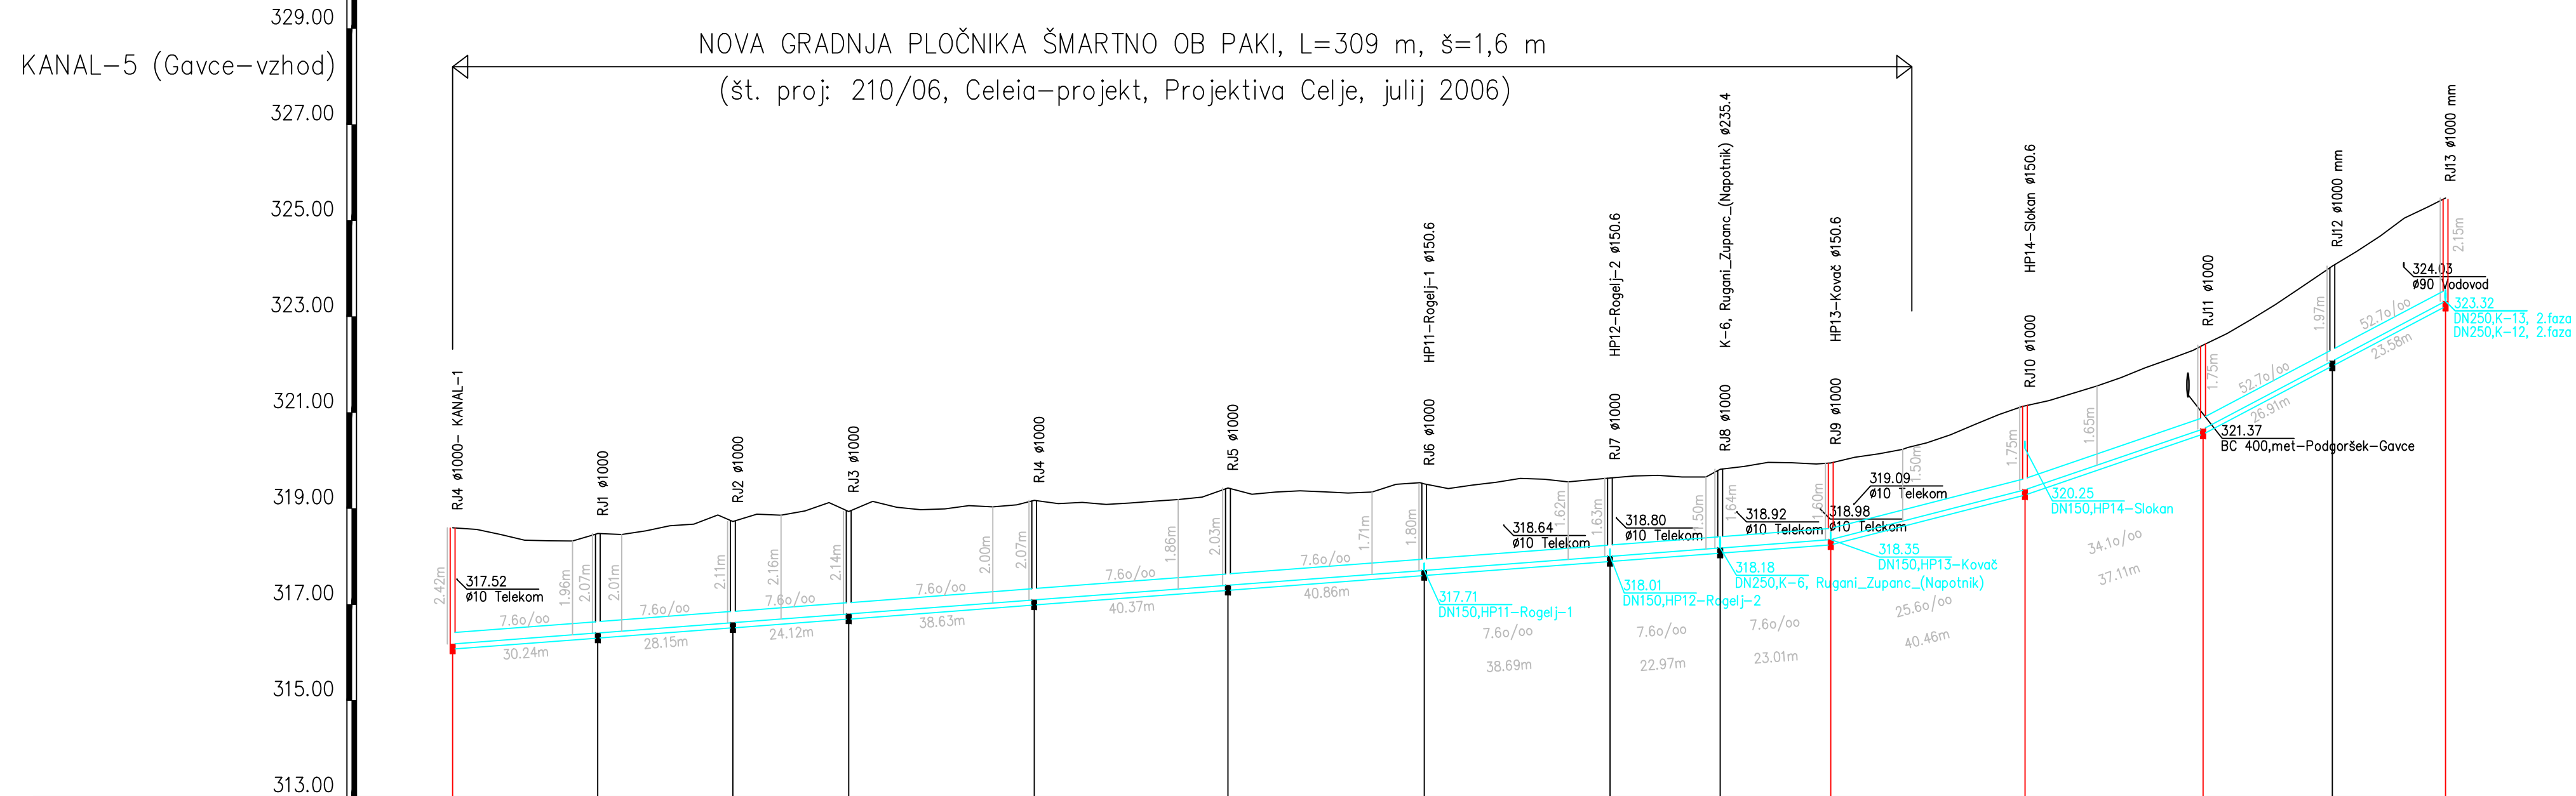 329.00
KANAL-5 (Gavce-vzhod)
327.00
325.00
323.00
321.00
319.00
317.00
315.00
313.00
NOVA GRADNJA PLOČNIKA ŠMARTNO OB PAKI, L=309 m, š=1,6 m
(št. proj: 210/06, Celeia-projekt, Projektiva Celje, julij 2006)
RJ4 ø1000- KANAL-1
RJ1 ø1000
RJ2 ø1000
RJ3 ø1000
RJ4 ø1000
RJ5 ø1000
HP11-Rogelj-1 ø150.6
RJ6 ø1000
HP12-Rogelj-2 ø150.6
RJ7 ø1000
K-6, Rugani_Zupanc_(Napotnik) ø235.4
RJ8 ø1000
HP13-Kovač ø150.6
RJ9 ø1000
HP14-Slokan ø150.6
RJ10 ø1000
RJ11 ø1000
RJ12 ø1000 mm
RJ13 ø1000 mm
2.42m
317.52
ø10 Telekom
7.6o/oo
30.24m
1.96m
2.07m
2.01m
7.6o/oo
28.15m
2.11m
2.16m
7.6o/oo
24.12m
2.14m
7.6o/oo
38.63m
2.00m
2.07m
7.6o/oo
40.37m
1.86m
2.03m
7.6o/oo
40.86m
1.71m
1.80m
317.71
DN150,HP11-Rogelj-1
7.6o/oo
38.69m
318.64
ø10 Telekom
1.62m
1.63m
318.80
ø10 Telekom
318.01
DN150,HP12-Rogelj-2
7.6o/oo
22.97m
1.50m
1.64m
318.92
ø10 Telekom
318.18
DN250,K-6, Rugani_Zupanc_(Napotnik)
7.6o/oo
23.01m
1.60m
318.98
ø10 Telekom
319.09
ø10 Telekom
318.35
DN150,HP13-Kovač
1.50m
25.6o/oo
40.46m
1.75m
320.25
DN150,HP14-Slokan
1.65m
34.1o/oo
37.11m
1.75m
321.37
BC 400,met-Podgoršek-Gavce
52.7o/oo
26.91m
1.97m
52.7o/oo
23.58m
324.03
ø90 Vodovod
2.15m
323.32
DN250,K-13, 2.faza
DN250,K-12, 2.faza